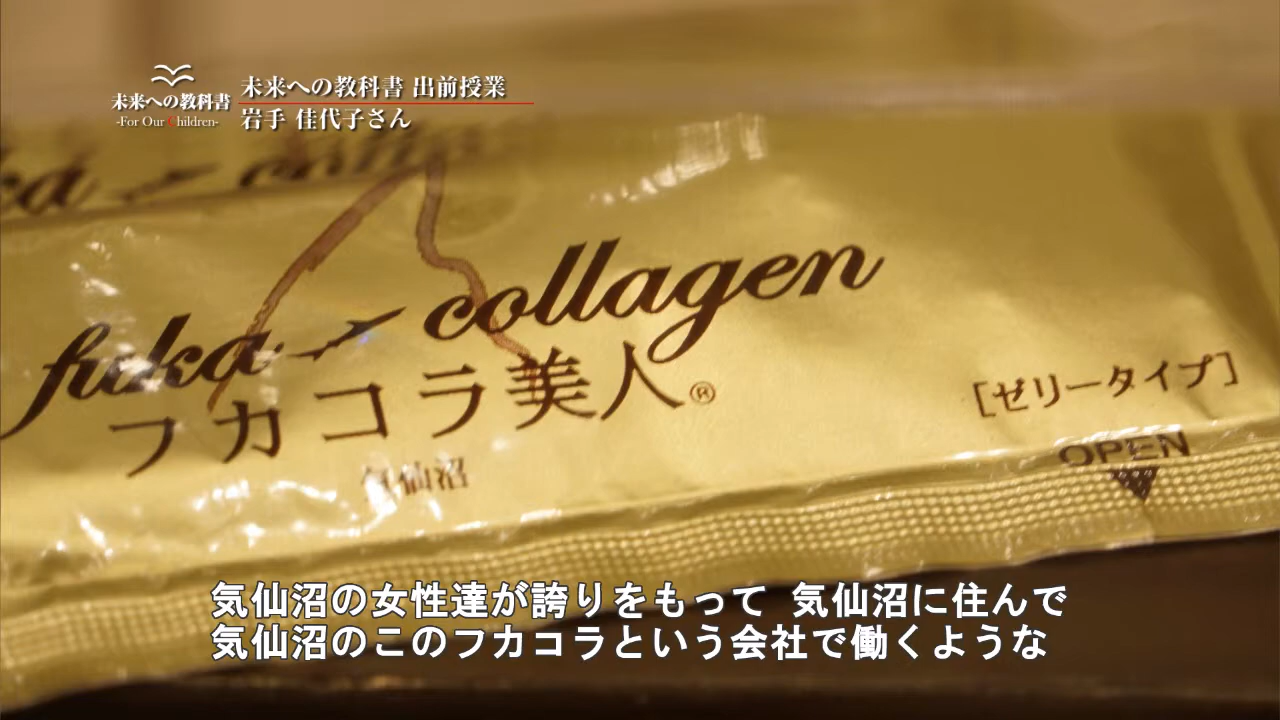 未来への教科書
-For Our Children-
未来への教科書 出前授業
岩手 佳代子さん
fuka collagen
フカコラ美人®
気仙沼
[ゼリータイプ]
OPEN
気仙沼の女性達が誇りをもって 気仙沼に住んで
気仙沼のこのフカコラという会社で働くような